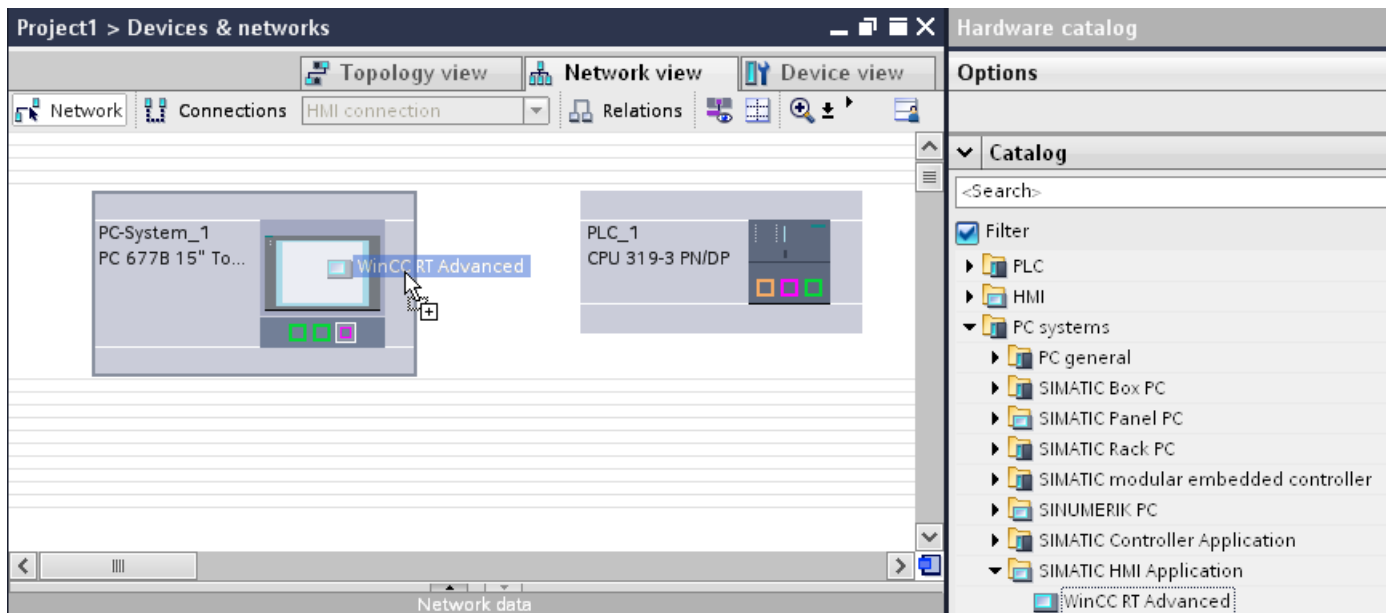 Project1 > Devices & networks
Hardware catalog
Topology view
Network view
Device view
Options
Network
Connections
HMI connection
Relations
Catalog
<Search>
Filter
PC-System_1
PC 677B 15" To...
WinCC RT Advanced
PLC_1
CPU 319-3 PN/DP
PLC
HMI
PC systems
PC general
SIMATIC Box PC
SIMATIC Panel PC
SIMATIC Rack PC
SIMATIC modular embedded controller
SINUMERIK PC
SIMATIC Controller Application
SIMATIC HMI Application
WinCC RT Advanced
Network data